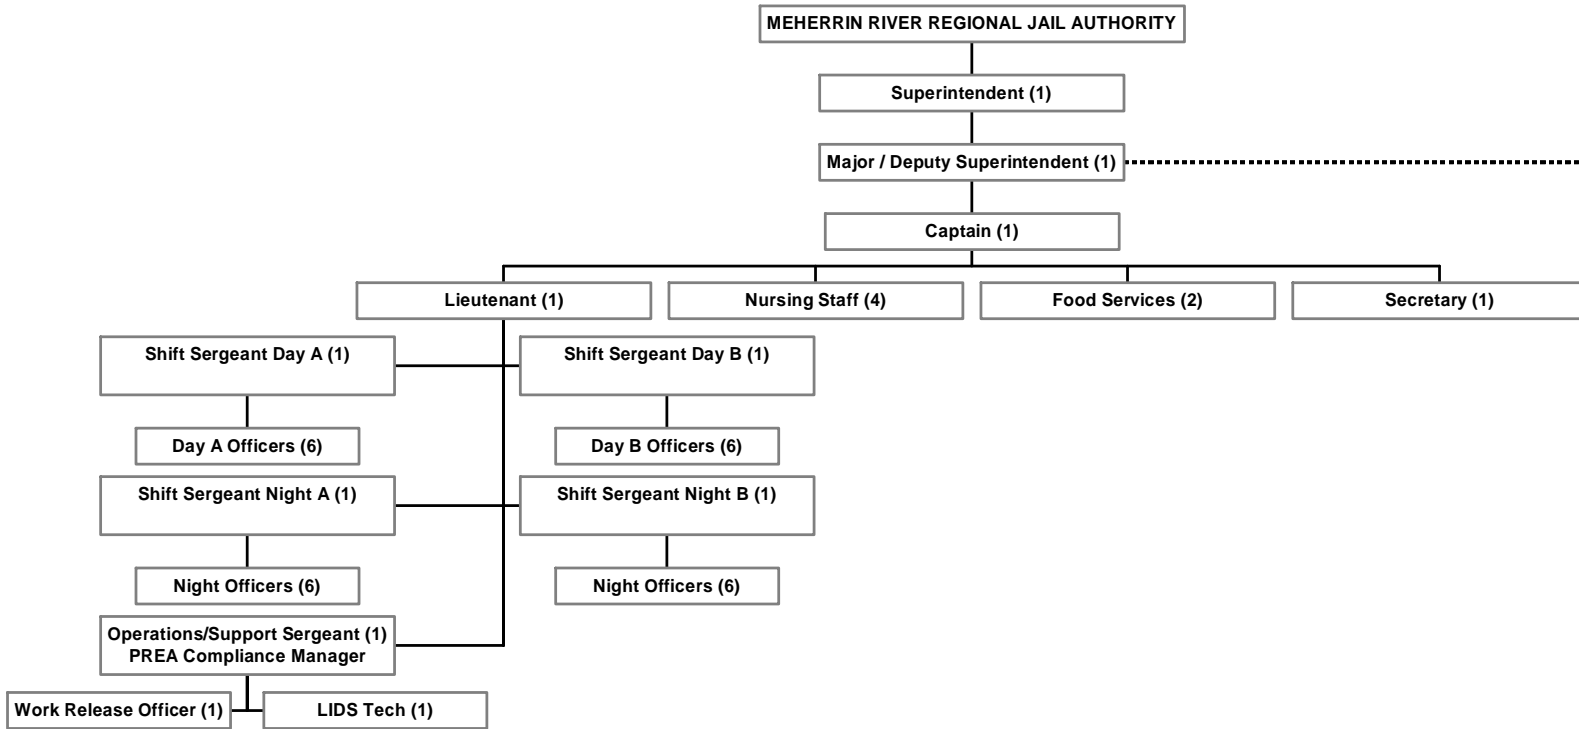 MEHERRIN RIVER REGIONAL JAIL AUTHORITY
Superintendent (1)
Major / Deputy Superintendent (1)
Captain (1)
Lieutenant (1)
Nursing Staff (4)
Food Services (2)
Secretary (1)
Shift Sergeant Day A (1)
Shift Sergeant Day B (1)
Day A Officers (6)
Day B Officers (6)
Shift Sergeant Night A (1)
Shift Sergeant Night B (1)
Night Officers (6)
Night Officers (6)
Operations/Support Sergeant (1)
PREA Compliance Manager
Work Release Officer (1)
LIDS Tech (1)